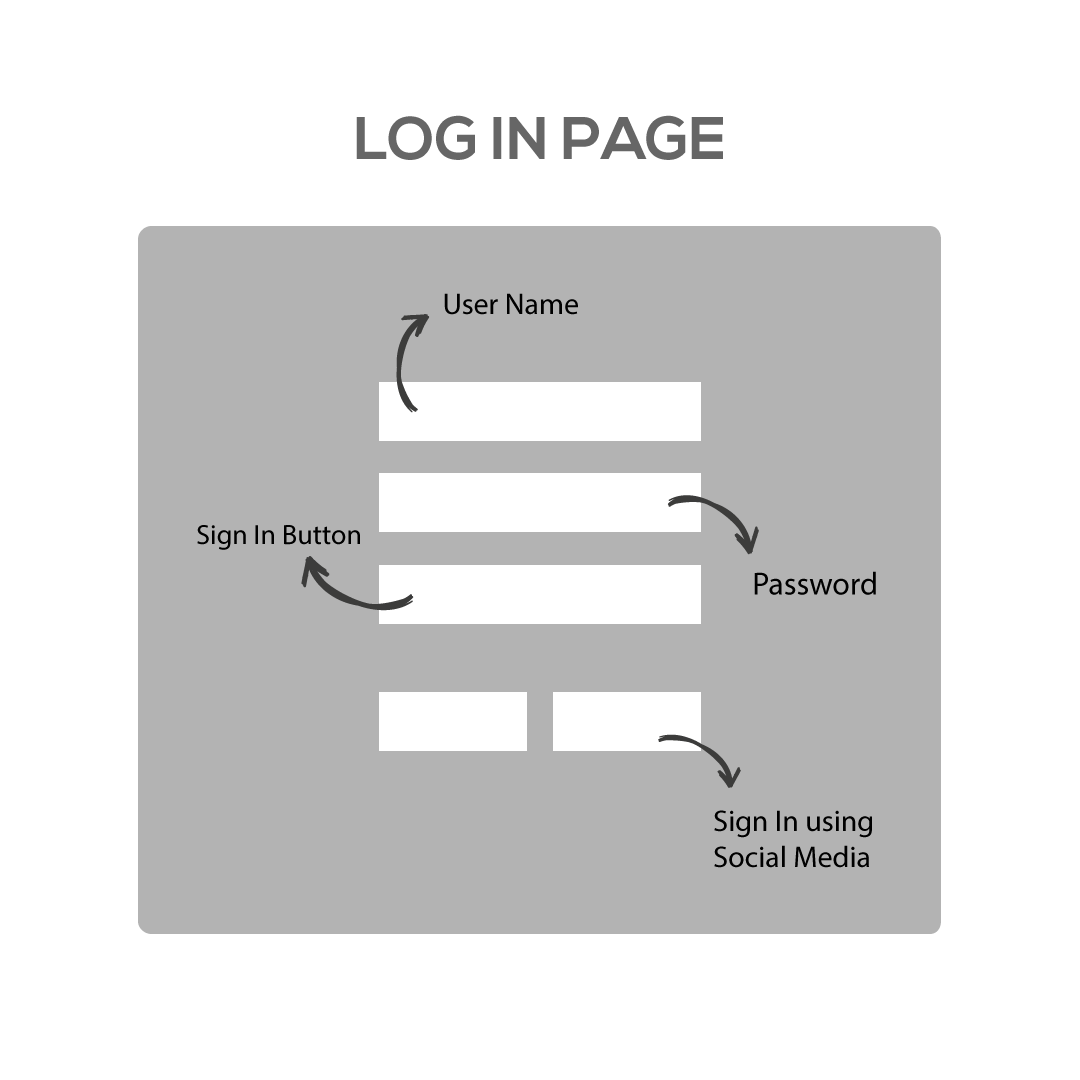 LOG IN PAGE
User Name
Sign In Button
Password
Sign In using
Social Media